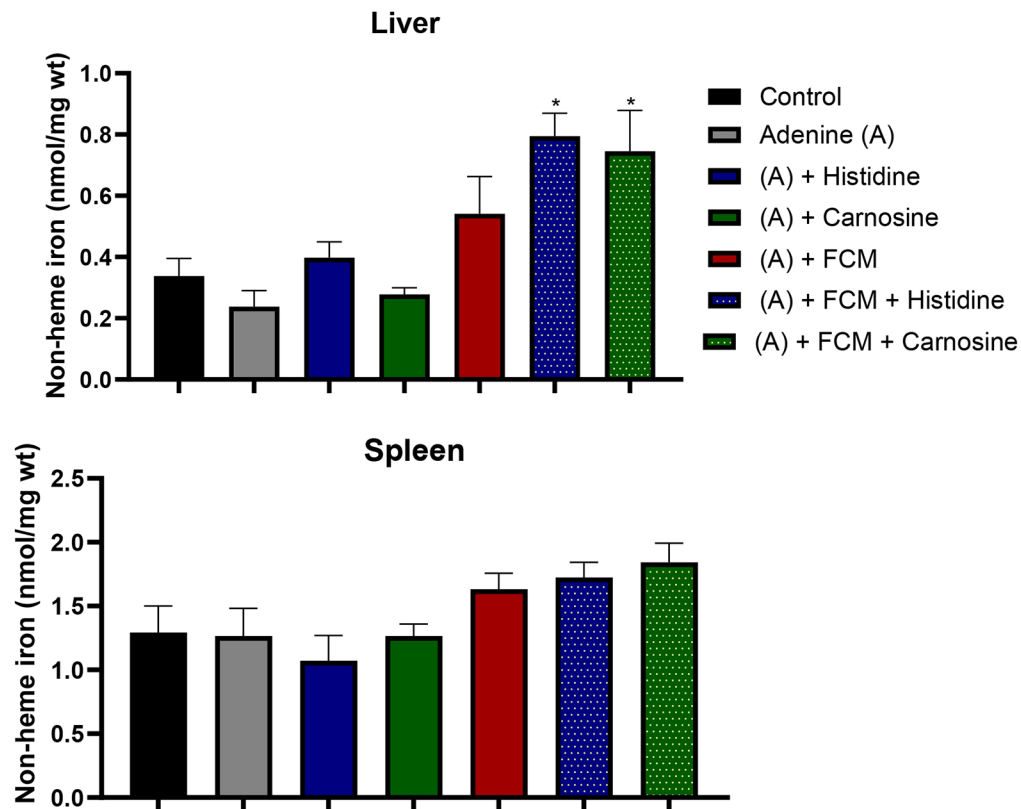 Liver
Non-heme iron (nmol/mg wt)
1.0
0.8
0.6
0.4
0.2
0.0
*
*
Control
Adenine (A)
(A) + Histidine
(A) + Carnosine
(A) + FCM
(A) + FCM + Histidine
(A) + FCM + Carnosine
Spleen
Non-heme iron (nmol/mg wt)
2.5
2.0
1.5
1.0
0.5
0.0